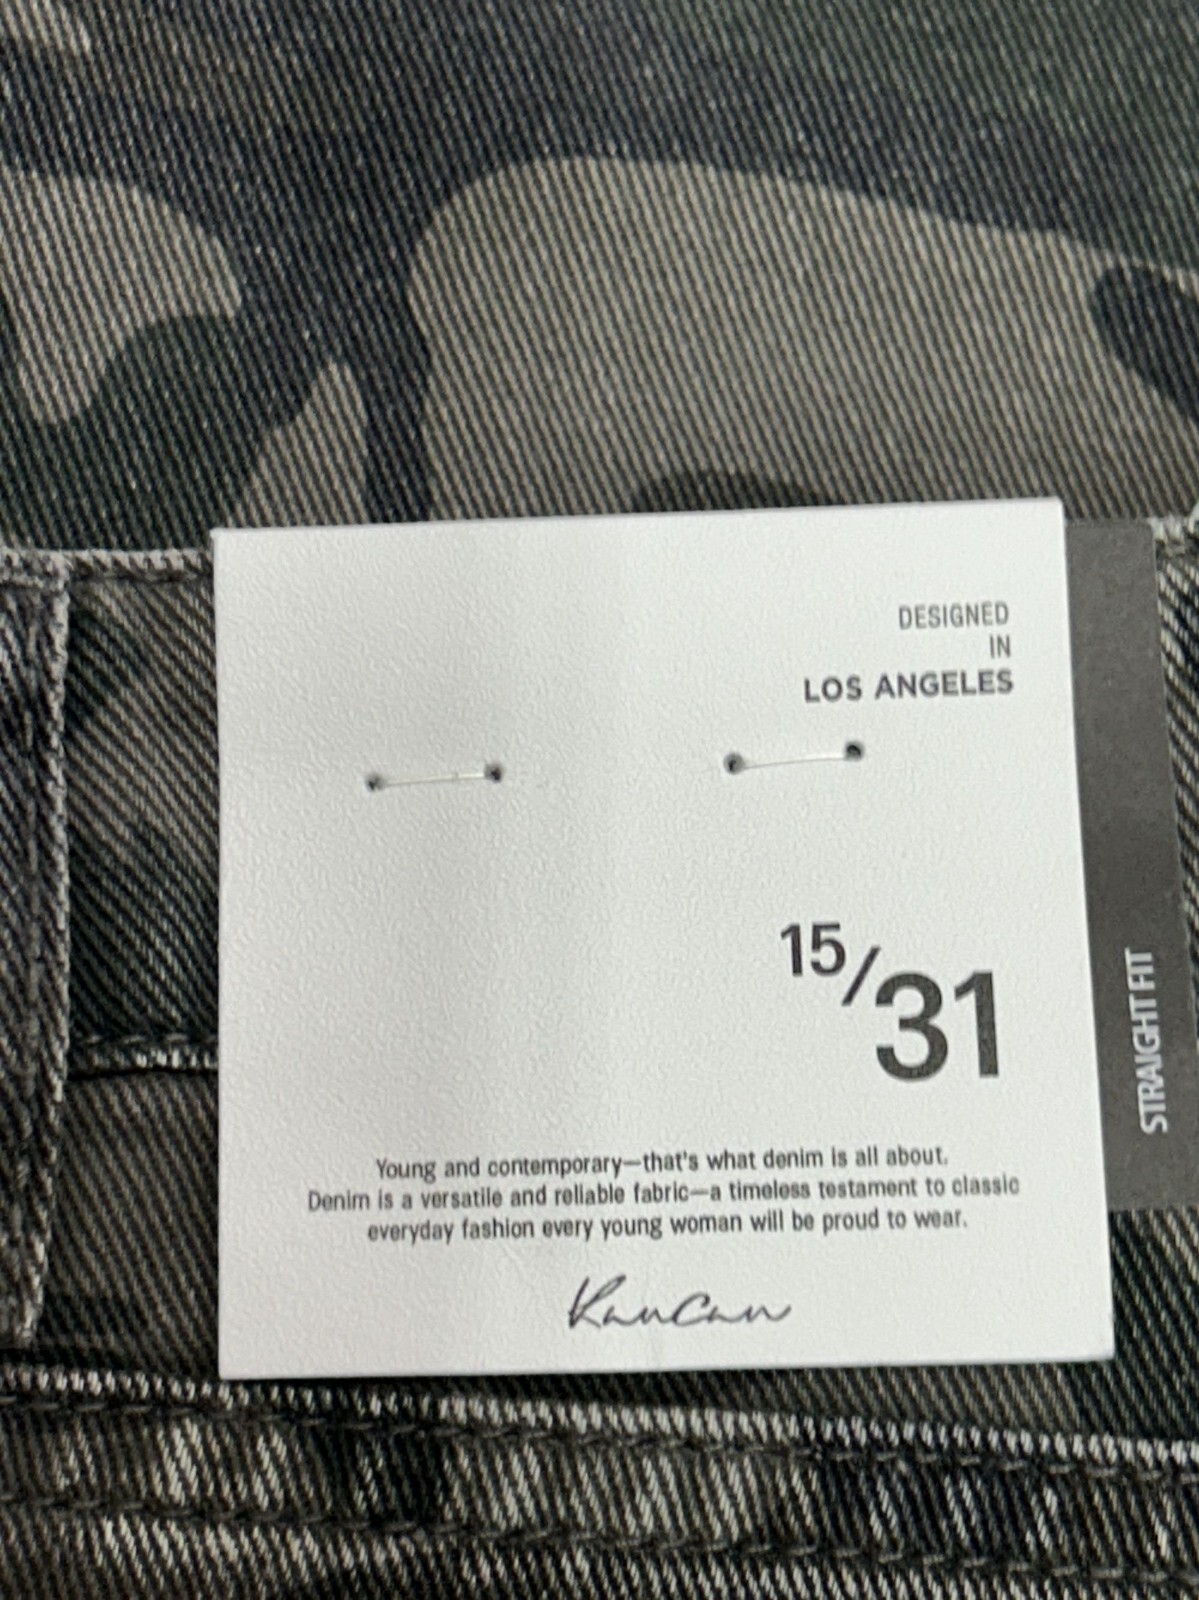 DESIGNED
IN
LOS ANGELES
15/31
STRAIGHT FIT
Young and contemporary—that's what denim is all about.
Denim is a versatile and reliable fabric—a timeless testament to classic
everyday fashion every young woman will be proud to wear.
KanCan